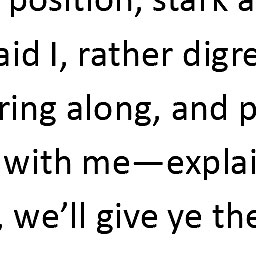 position, stark a
aid I, rather digre
ring along, and p
with me—explai
, we’ll give ye the